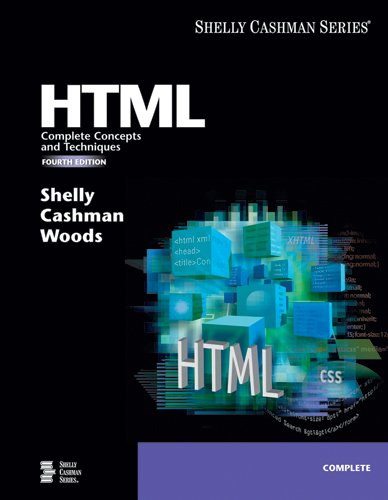 SHELLY CASHMAN SERIES®
HTML
Complete Concepts
and Techniques
FOURTH EDITION
Shelly
Cashman
Woods
<html xml
<head>
<title>Con
XHTML
HTML
CSS
SHELLY
CASHMAN
SERIES.
COMPLETE